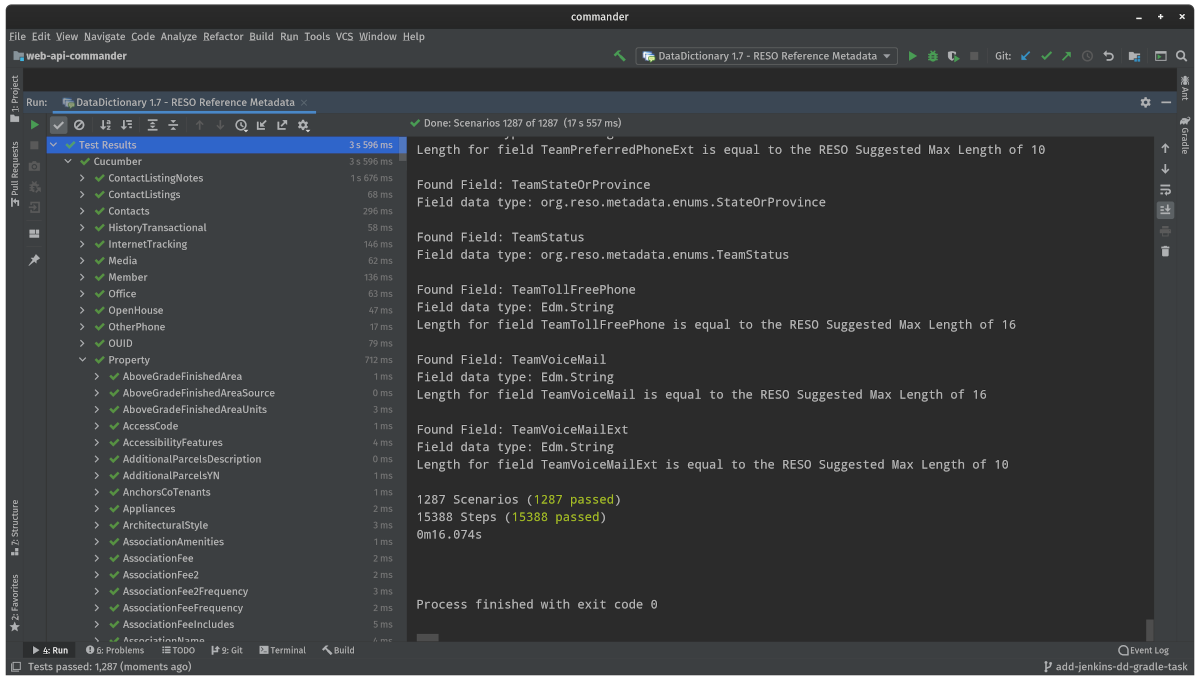 commander
File Edit View Navigate Code Analyze Refactor Build Run Tools VCS Window Help
web-api-commander
DataDictionary 1.7 - RESO Reference Metadata
Git:
1: Project
Pull Requests
7: Structure
2: Favorites
Ant
Gradle
Run: DataDictionary 1.7 - RESO Reference Metadata
Done: Scenarios 1287 of 1287 (17 s 557 ms)
Test Results 3 s 596 ms
Cucumber 3 s 596 ms
ContactListingNotes 1 s 676 ms
ContactListings 68 ms
Contacts 296 ms
HistoryTransactional 58 ms
InternetTracking 146 ms
Media 62 ms
Member 136 ms
Office 63 ms
OpenHouse 47 ms
OtherPhone 17 ms
OUID 79 ms
Property 712 ms
AboveGradeFinishedArea 1 ms
AboveGradeFinishedAreaSource 0 ms
AboveGradeFinishedAreaUnits 3 ms
AccessCode 1 ms
AccessibilityFeatures 4 ms
AdditionalParcelsDescription 0 ms
AdditionalParcelsYN 1 ms
AnchorsCoTenants 1 ms
Appliances 2 ms
ArchitecturalStyle 3 ms
AssociationAmenities 1 ms
AssociationFee 2 ms
AssociationFee2 2 ms
AssociationFee2Frequency 3 ms
AssociationFeeFrequency 2 ms
AssociationFeeIncludes 5 ms
AssociationName 4 ms
Length for field TeamPreferredPhoneExt is equal to the RESO Suggested Max Length of 10
Found Field: TeamStateOrProvince
Field data type: org.reso.metadata.enums.StateOrProvince
Found Field: TeamStatus
Field data type: org.reso.metadata.enums.TeamStatus
Found Field: TeamTollFreePhone
Field data type: Edm.String
Length for field TeamTollFreePhone is equal to the RESO Suggested Max Length of 16
Found Field: TeamVoiceMail
Field data type: Edm.String
Length for field TeamVoiceMail is equal to the RESO Suggested Max Length of 16
Found Field: TeamVoiceMailExt
Field data type: Edm.String
Length for field TeamVoiceMailExt is equal to the RESO Suggested Max Length of 10
1287 Scenarios (1287 passed)
15388 Steps (15388 passed)
0m16.074s
Process finished with exit code 0
4: Run 6: Problems TODO 9: Git Terminal Build Event Log
Tests passed: 1,287 (moments ago) add-jenkins-dd-gradle-task